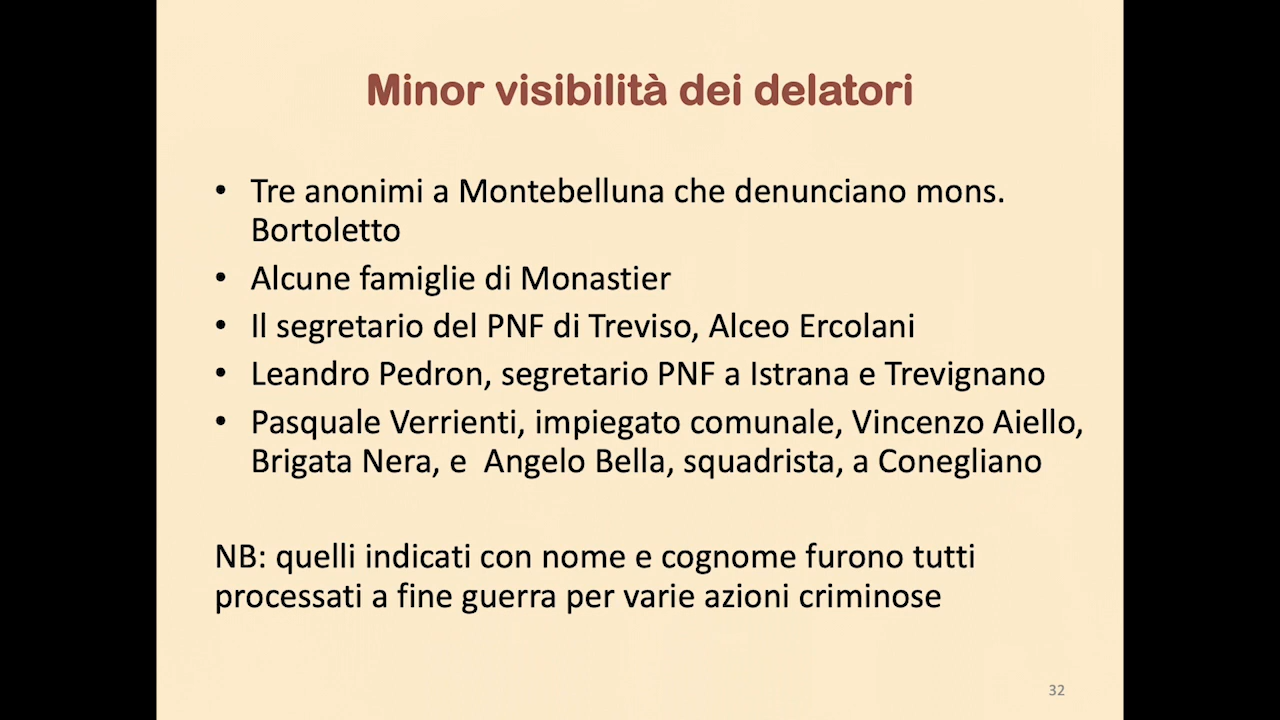 Minor visibilità dei delatori
• Tre anonimi a Montebelluna che denunciano mons.
Bortoletto
• Alcune famiglie di Monastier
• Il segretario del PNF di Treviso, Alceo Ercolani
• Leandro Pedron, segretario PNF a Istrana e Trevignano
• Pasquale Verrienti, impiegato comunale, Vincenzo Aiello,
Brigata Nera, e  Angelo Bella, squadrista, a Conegliano
NB: quelli indicati con nome e cognome furono tutti
processati a fine guerra per varie azioni criminose
32